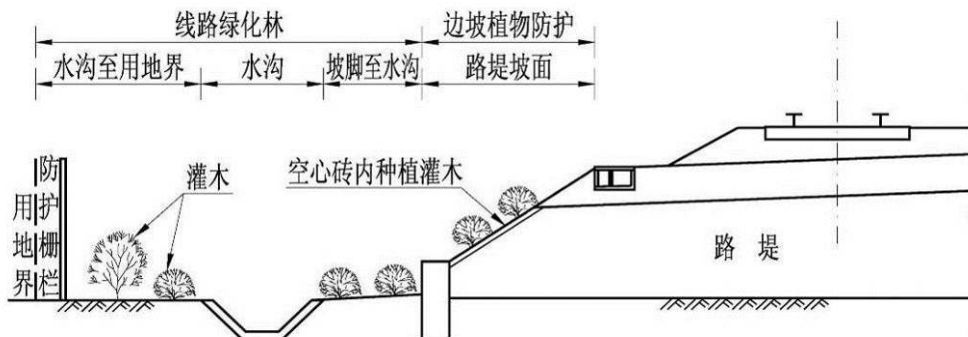 线路绿化林
边坡植物防护
水沟至用地界
水沟
坡脚至水沟
路堤坡面
防护栅栏
用地界
灌木
空心砖内种植灌木
路堤